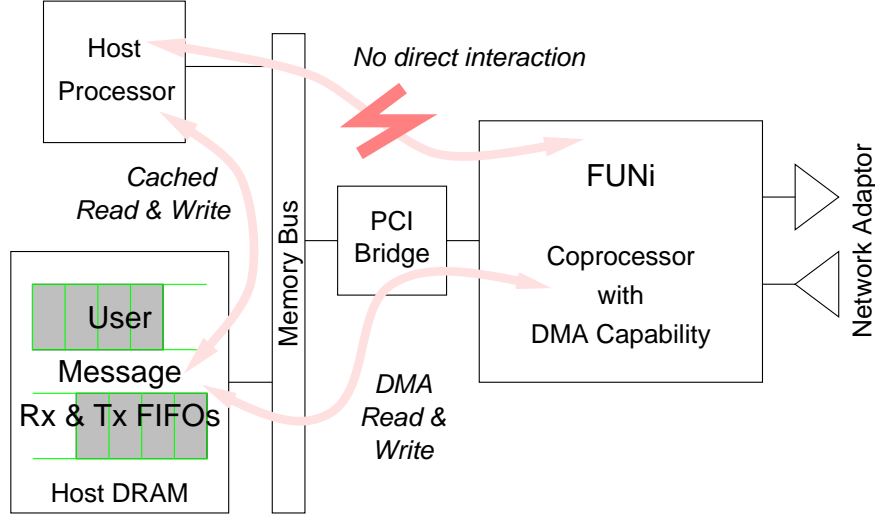 Host
Processor
No direct interaction
Cached
Read & Write
Memory Bus
PCI
Bridge
FUNi
Coprocessor
with
DMA Capability
Network Adaptor
User
Message
Rx & Tx FIFOs
Host DRAM
DMA
Read &
Write